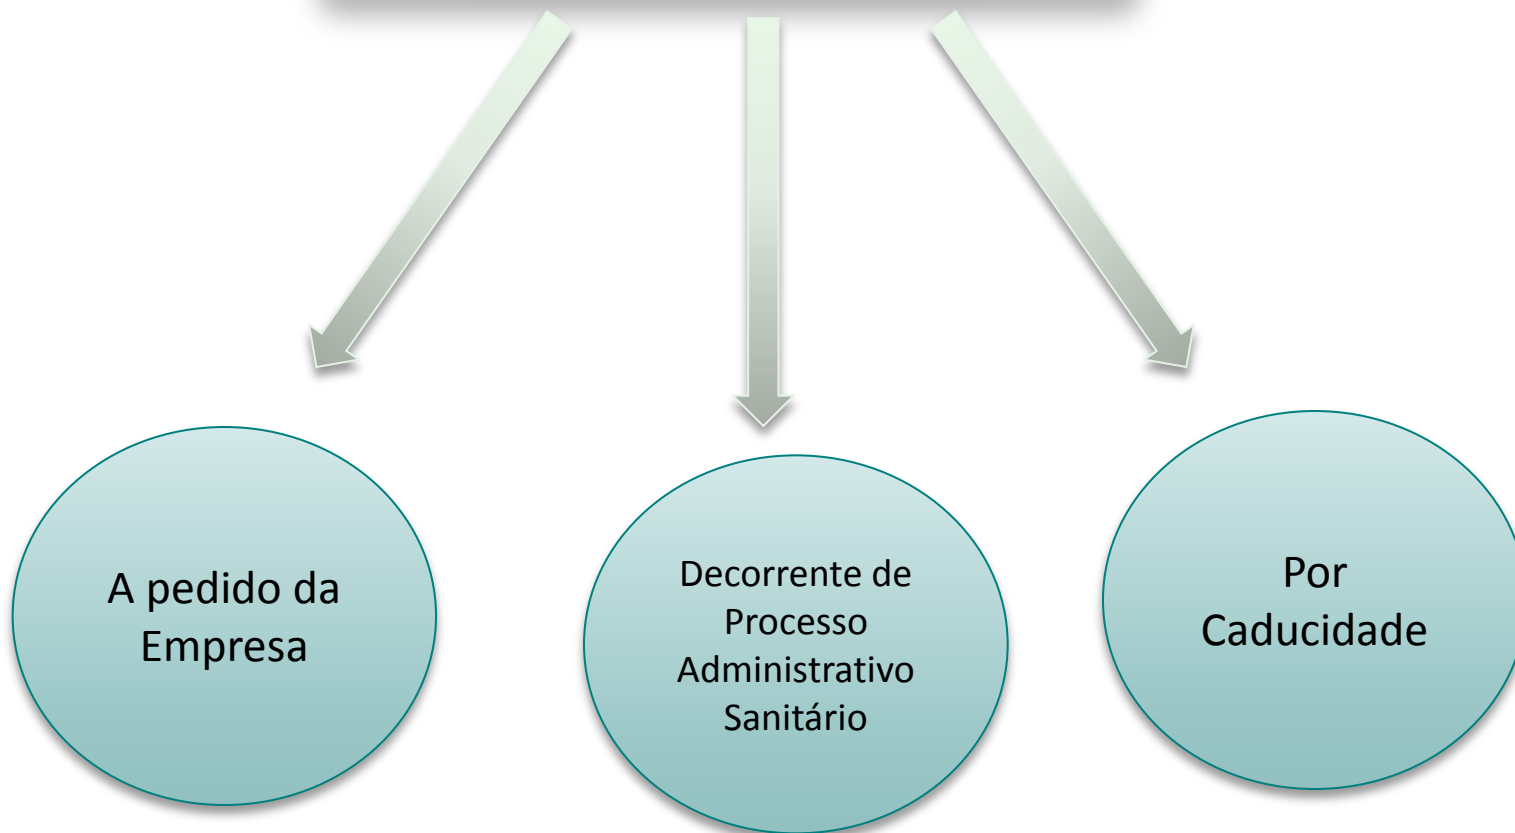 A pedido da
Empresa
Decorrente de
Processo
Administrativo
Sanitário
Por
Caducidade